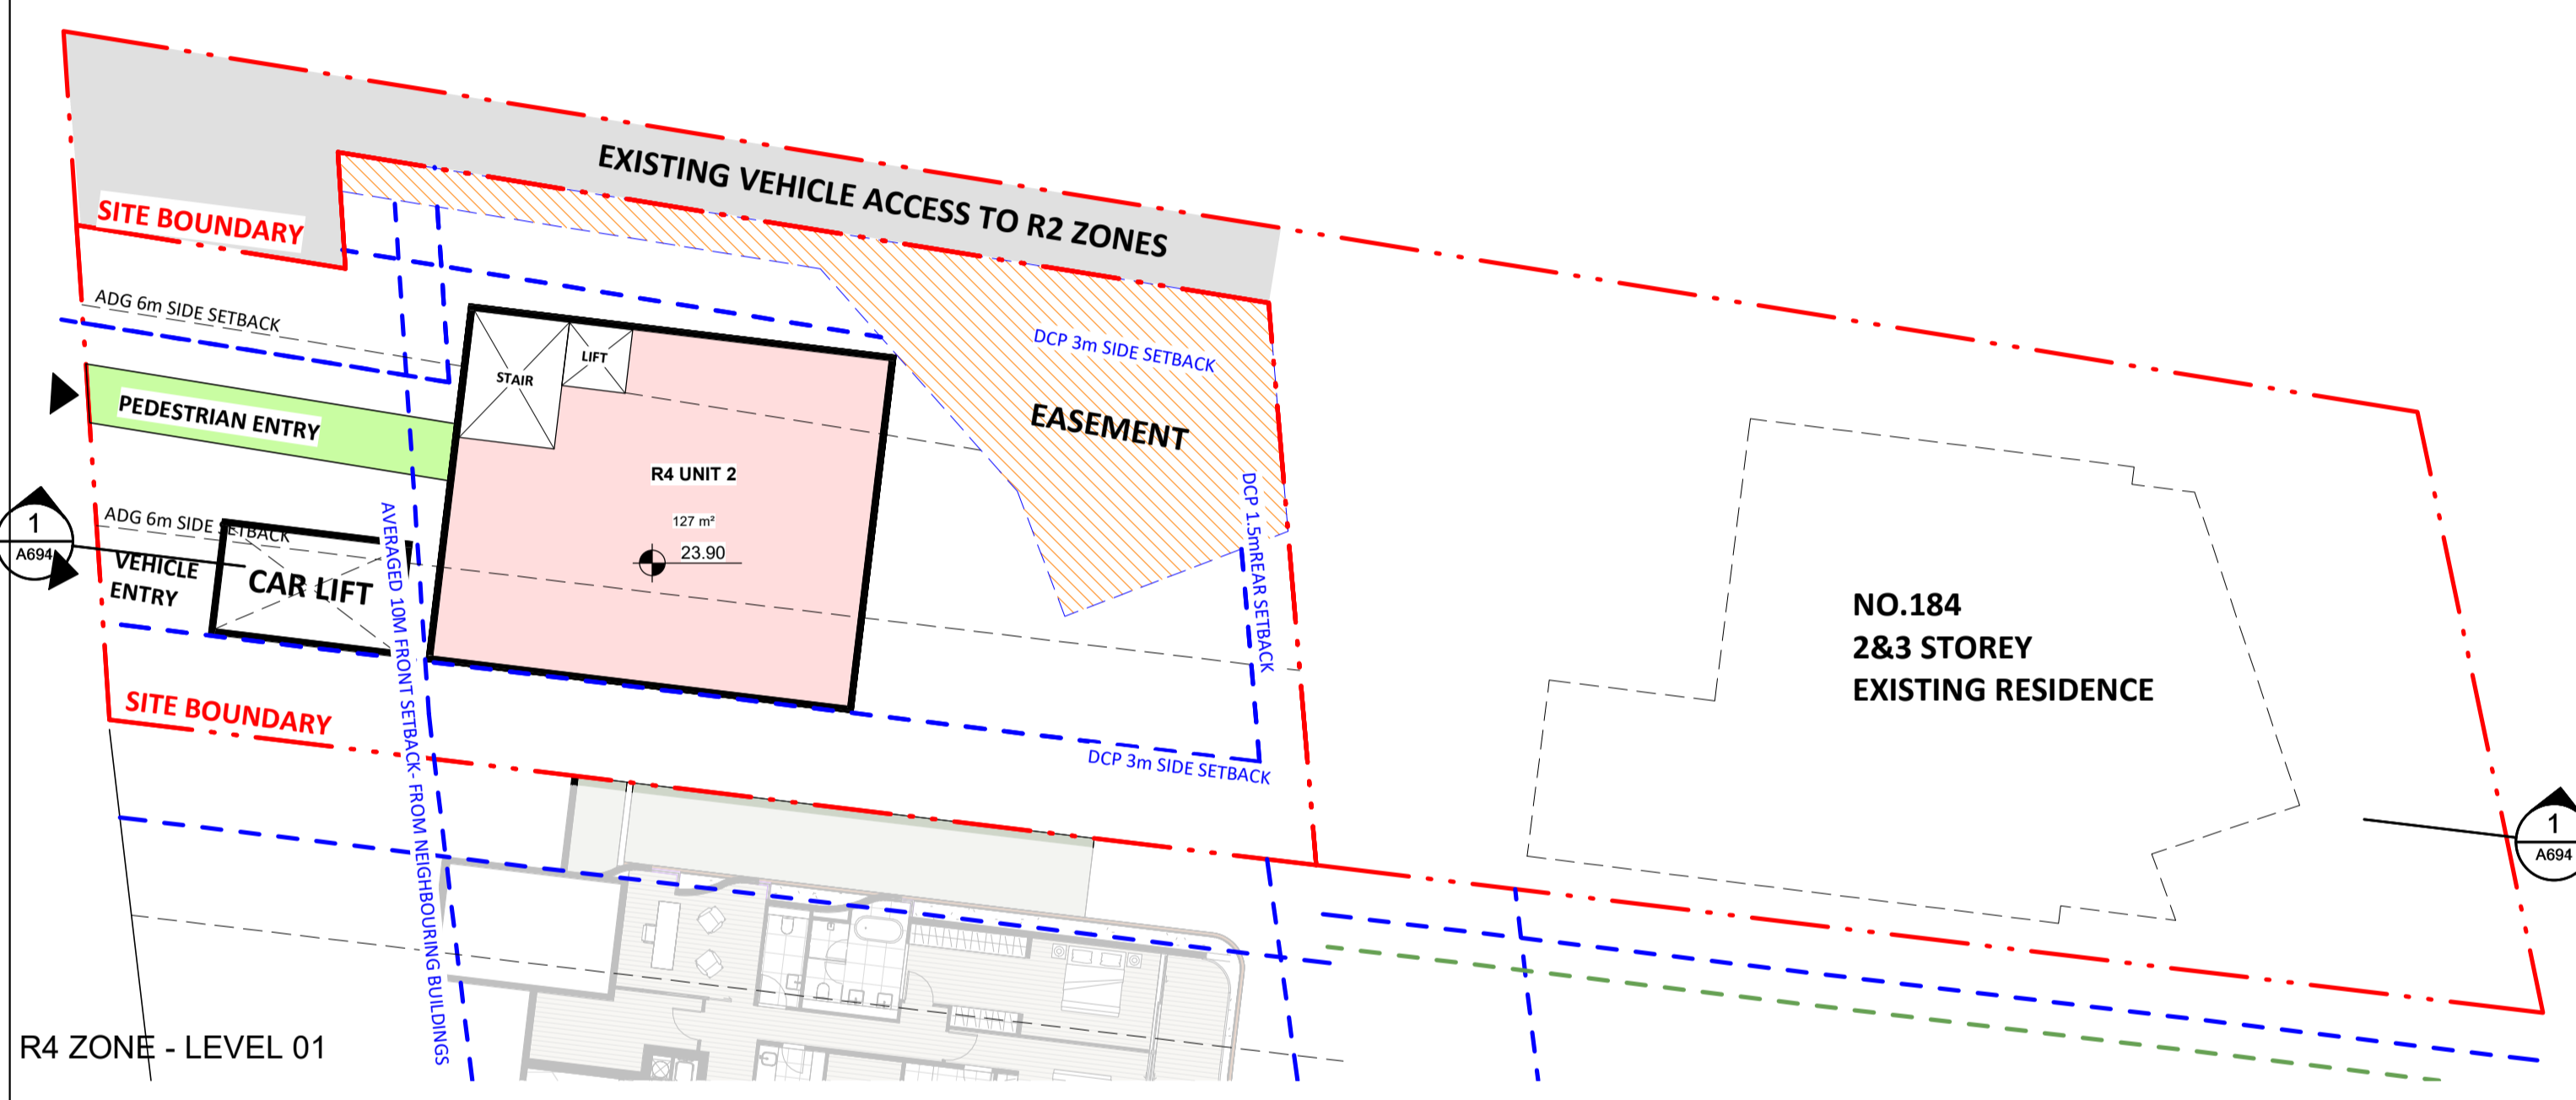 EXISTING VEHICLE ACCESS TO R2 ZONES
SITE BOUNDARY
ADG 6m SIDE SETBACK
DCP 3m SIDE SETBACK
LIFT
STAIR
PEDESTRIAN ENTRY
EASEMENT
R4 UNIT 2
127 m²
23.90
1
A694
ADG 6m SIDE SETBACK
VEHICLE
ENTRY
CAR LIFT
AVERAGED 10M FRONT SETBACK- FROM NEIGHBOURING BUILDINGS
DCP 1.5mREAR SETBACK
NO.184
2&3 STOREY
EXISTING RESIDENCE
SITE BOUNDARY
DCP 3m SIDE SETBACK
1
A694
R4 ZONE - LEVEL 01